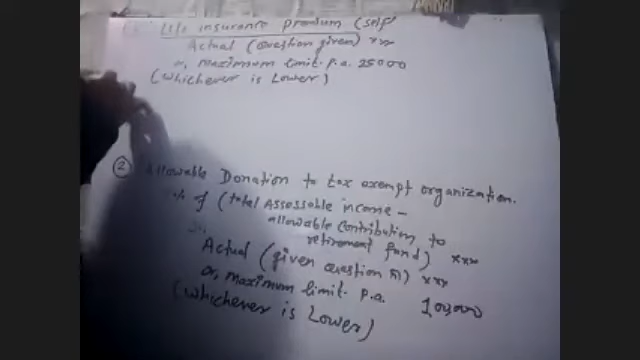 Life insurance premium (self)
Actual (question given) xxx
or, maximum limit p.a. 25000
(whichever is Lower)
② Allowable Donation to tax exempt organization.
% of (total Assessable income -
allowable contribution to
retirement fund) xxx
Actual (given question मा) xxx
or, maximum limit p.a. 100000
(whichever is Lower)